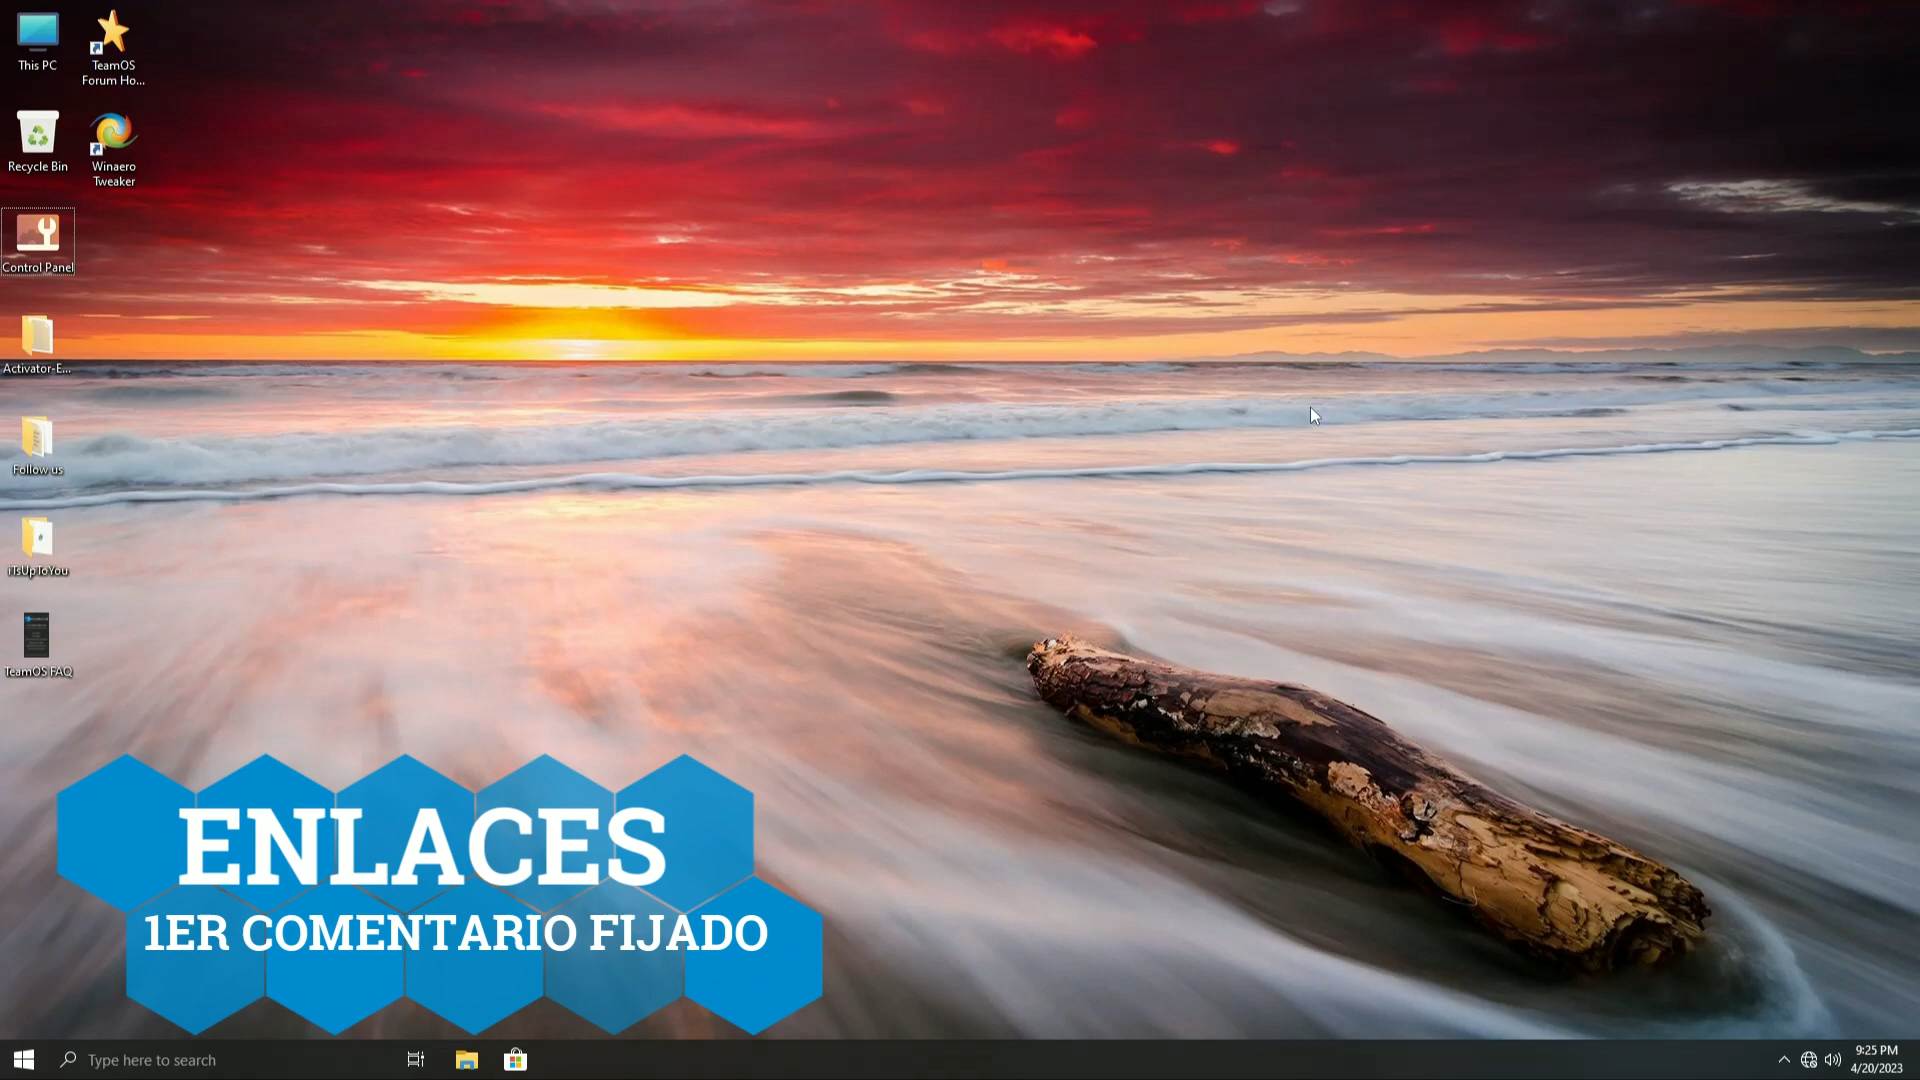 This PC
TeamOS
Forum Ho...
Recycle Bin
Winaero
Tweaker
Control Panel
Activator-E...
Follow us
iTsUpToYou
TeamOS FAQ
ENLACES
1ER COMENTARIO FIJADO
Type here to search
9:25 PM
4/20/2023